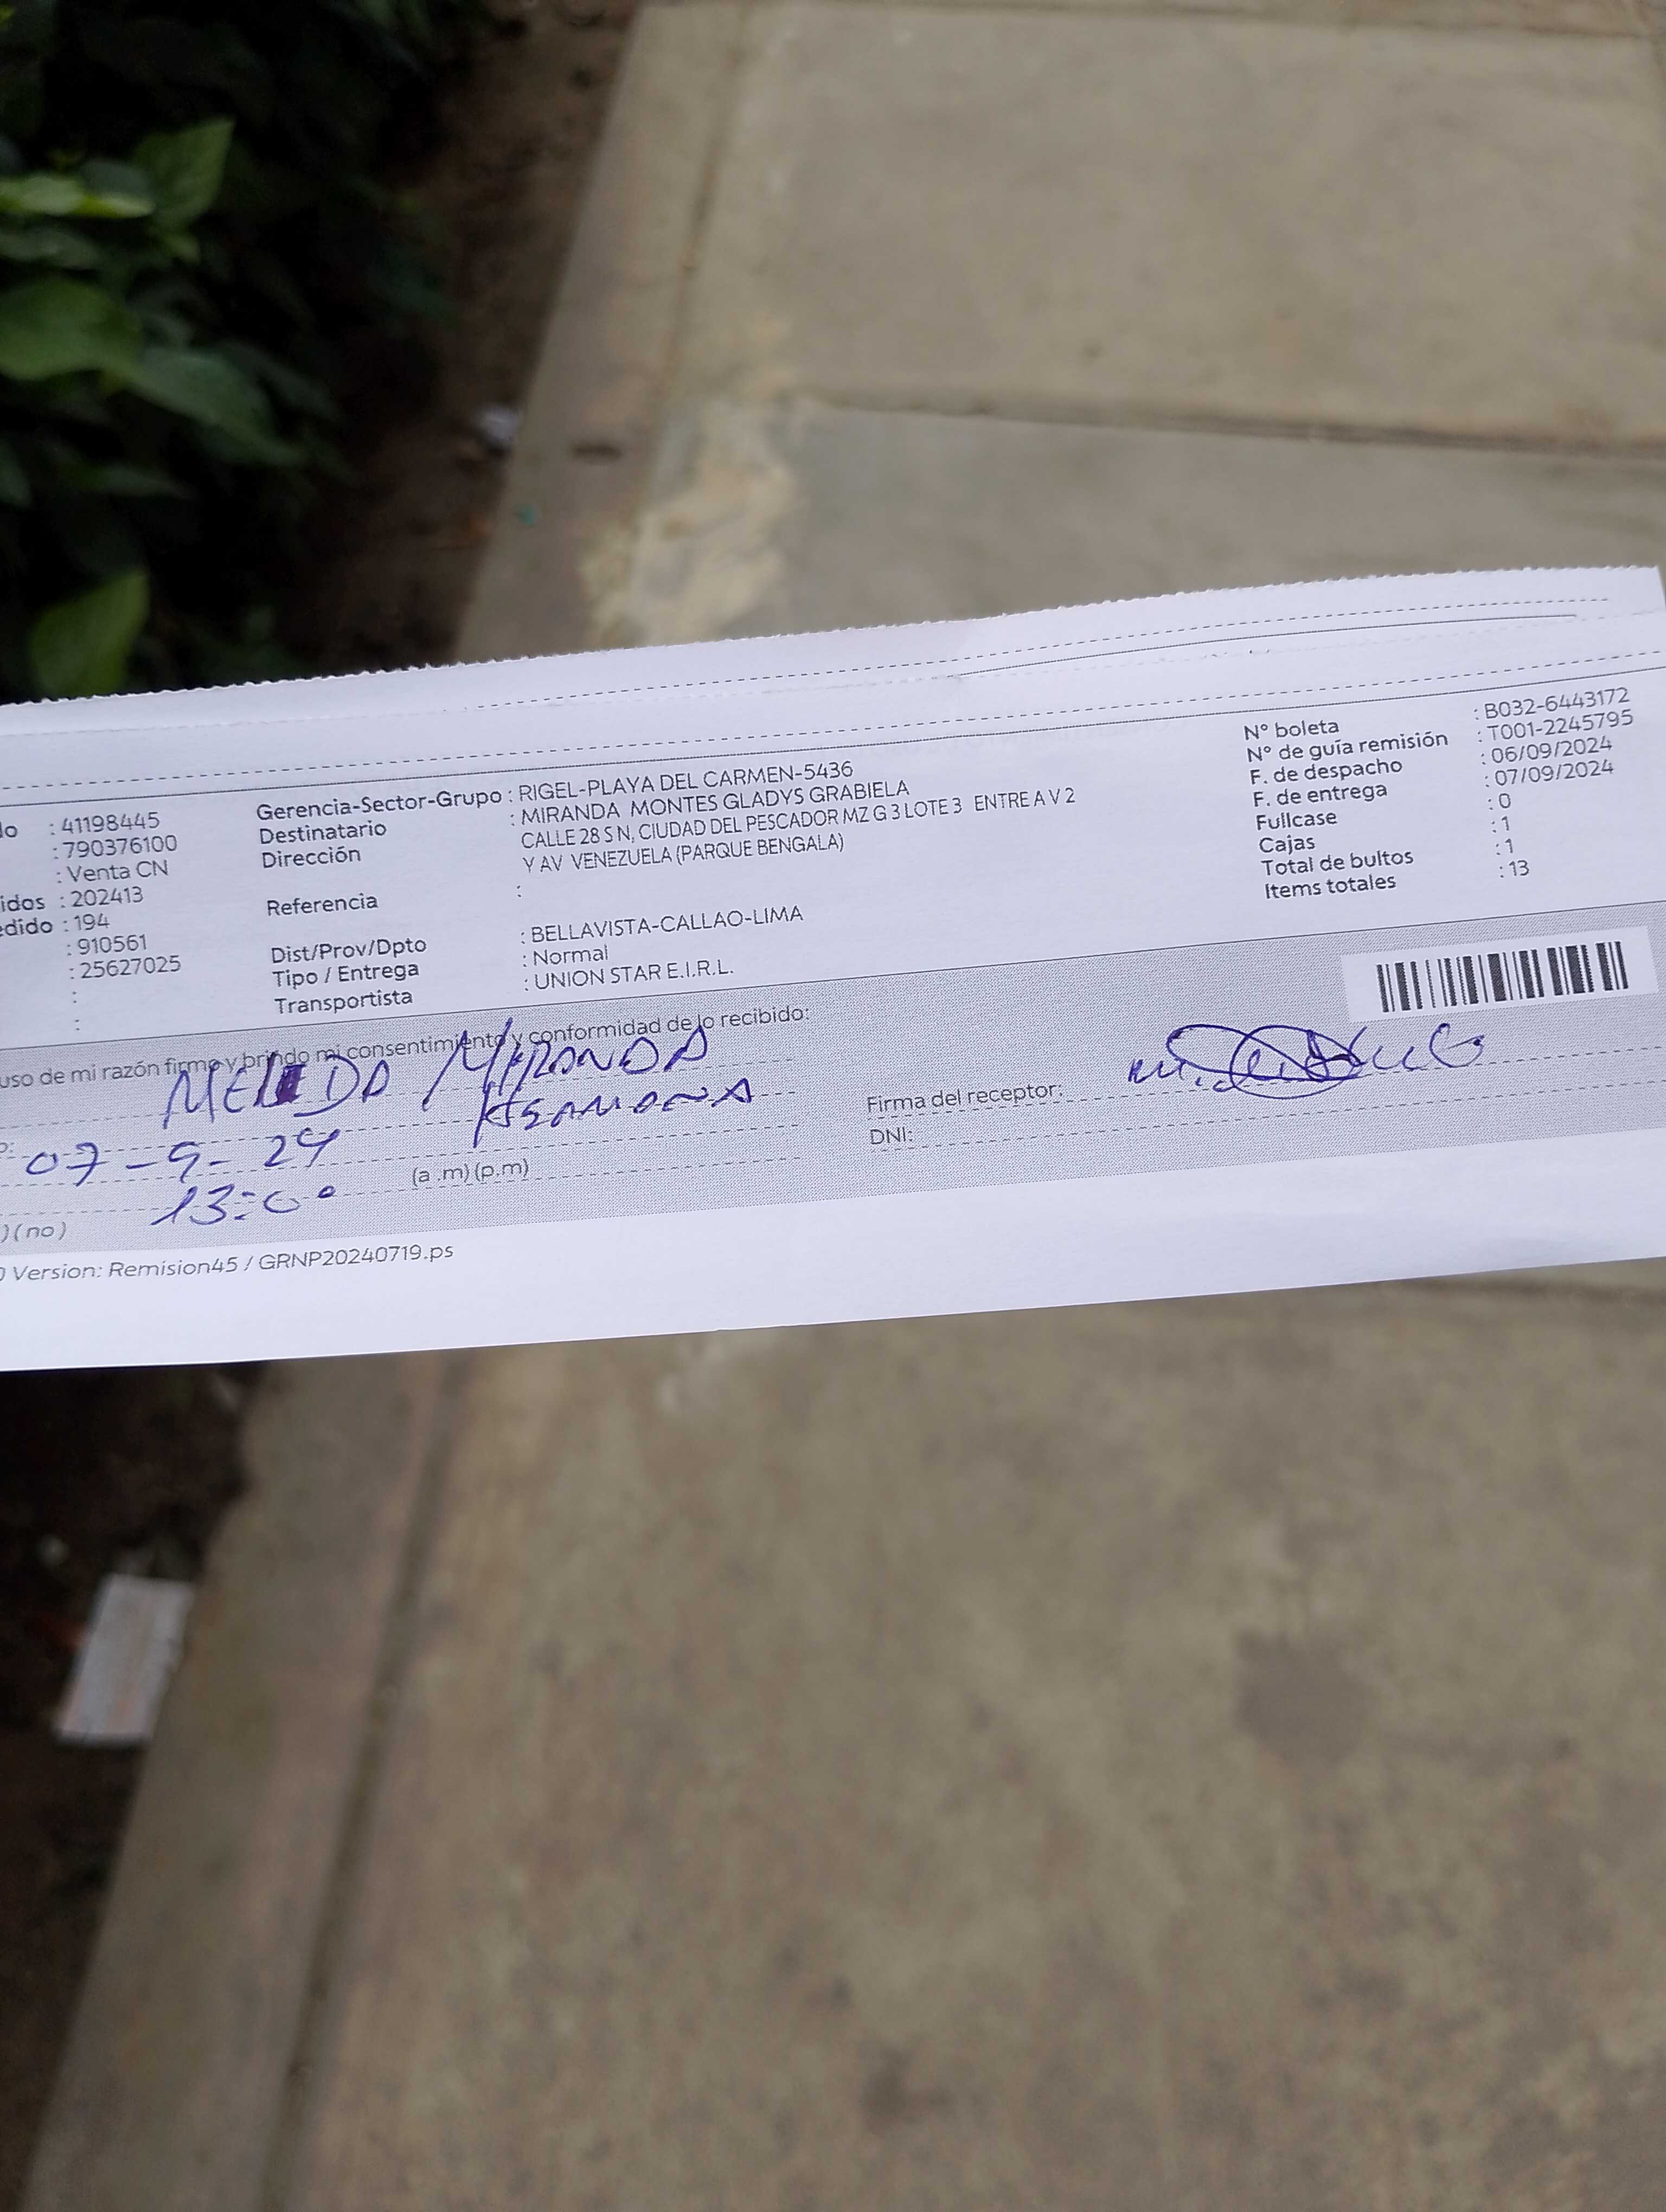 do : 41198445
: 790376100
: Venta CN
idos : 202413
edido : 194
: 910561
: 25627025
:
:
Gerencia-Sector-Grupo : RIGEL-PLAYA DEL CARMEN-5436
Destinatario : MIRANDA MONTES GLADYS GRABIELA
Dirección CALLE 28 S N, CIUDAD DEL PESCADOR MZ G 3 LOTE 3 ENTRE A V 2
Y AV VENEZUELA (PARQUE BENGALA)
Referencia :
Dist/Prov/Dpto : BELLAVISTA-CALLAO-LIMA
Tipo / Entrega : Normal
Transportista : UNION STAR E.I.R.L.
N° boleta : B032-6443172
N° de guía remisión : T001-2245795
F. de despacho : 06/09/2024
F. de entrega : 07/09/2024
Fullcase : 0
Cajas : 1
Total de bultos : 1
Items totales : 13
uso de mi razón firmo y brindo mi consentimiento y conformidad de lo recibido:
MIRANDA
HERMANA
07-9-24
13:00 (a .m) (p.m)
) ( no )
Firma del receptor:
DNI:
Version: Remision45 / GRNP20240719.ps